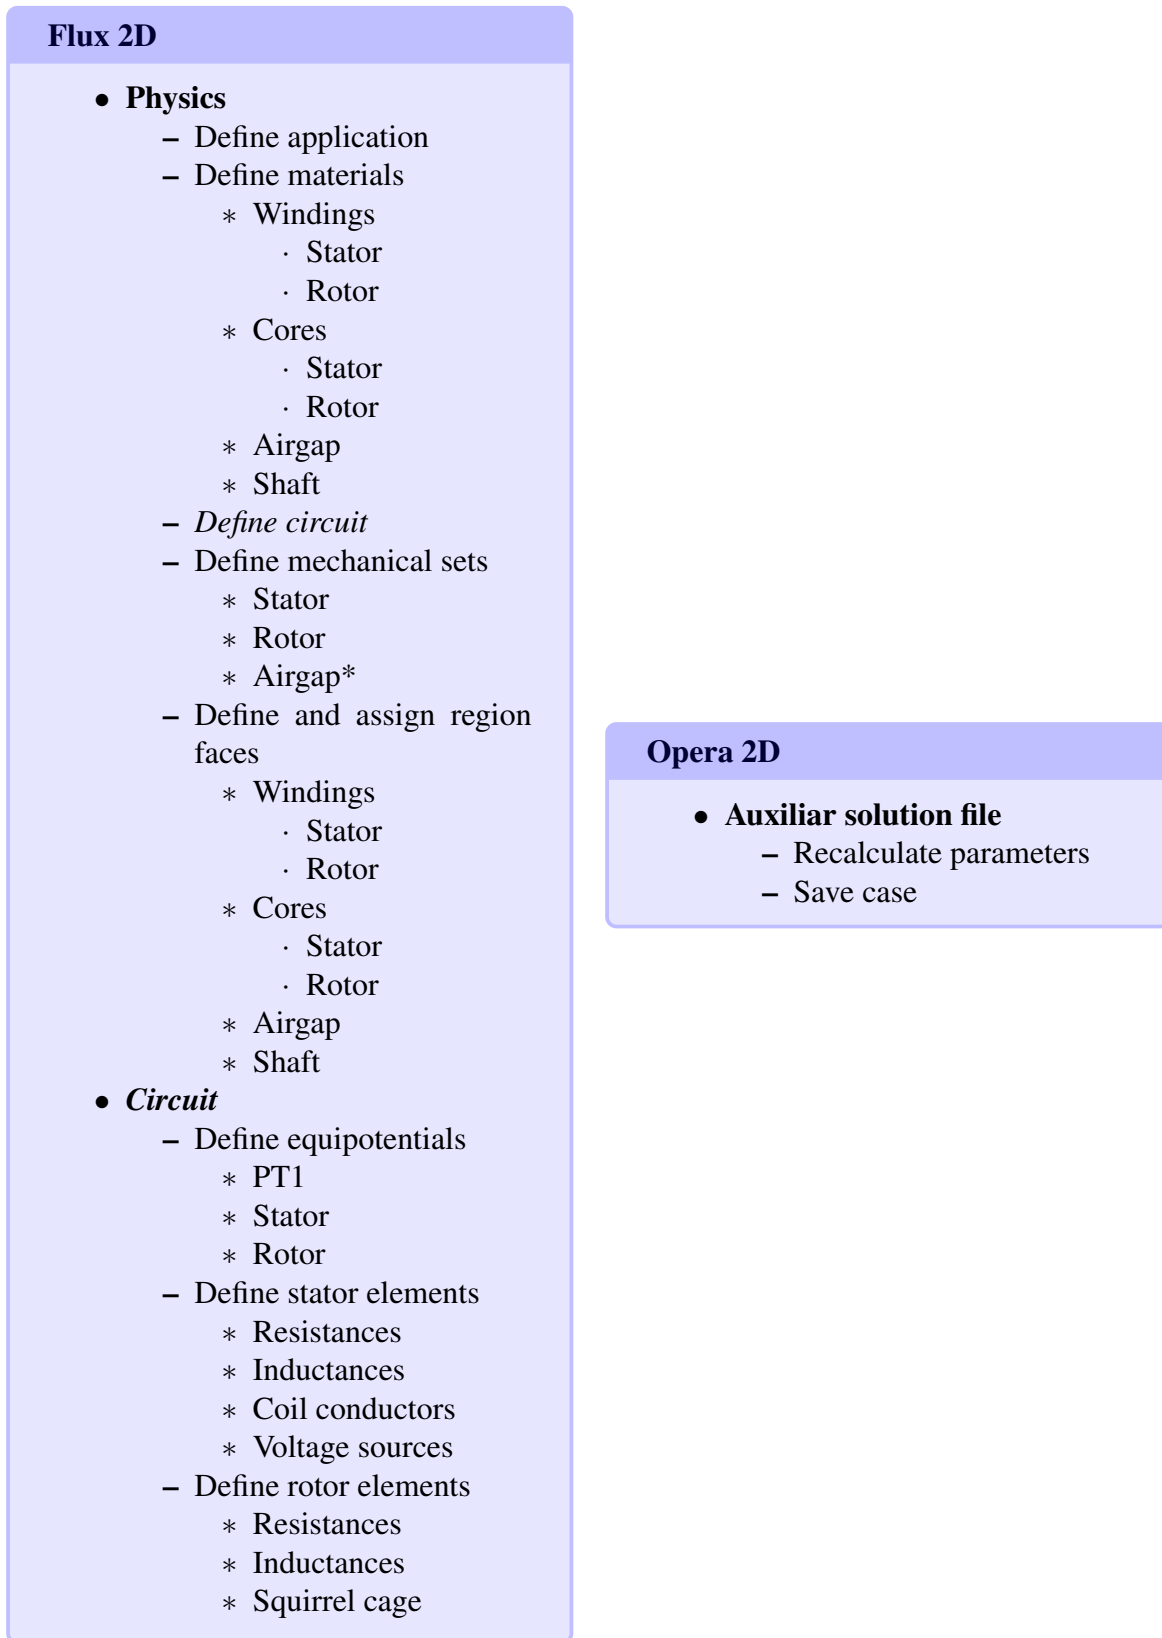 Flux 2D
• Physics
– Define application
– Define materials
∗ Windings
· Stator
· Rotor
∗ Cores
· Stator
· Rotor
∗ Airgap
∗ Shaft
– Define circuit
– Define mechanical sets
∗ Stator
∗ Rotor
∗ Airgap*
– Define and assign region
faces
∗ Windings
· Stator
· Rotor
∗ Cores
· Stator
· Rotor
∗ Airgap
∗ Shaft
• Circuit
– Define equipotentials
∗ PT1
∗ Stator
∗ Rotor
– Define stator elements
∗ Resistances
∗ Inductances
∗ Coil conductors
∗ Voltage sources
– Define rotor elements
∗ Resistances
∗ Inductances
∗ Squirrel cage
Opera 2D
• Auxiliar solution file
– Recalculate parameters
– Save case